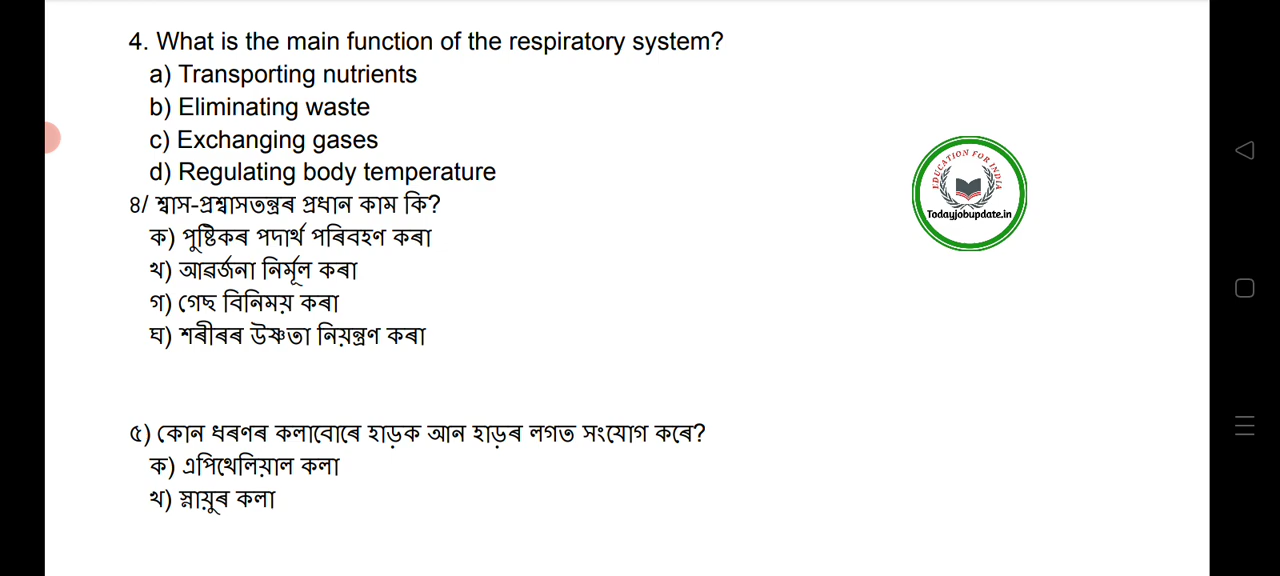 4. What is the main function of the respiratory system?
a) Transporting nutrients
b) Eliminating waste
c) Exchanging gases
d) Regulating body temperature
৪/ শ্বাস-প্ৰশ্বাসতন্ত্ৰৰ প্ৰধান কাম কি?
ক) পুষ্টিকৰ পদাৰ্থ পৰিবহণ কৰা
খ) আৱৰ্জনা নিৰ্মূল কৰা
গ) গেছ বিনিময় কৰা
ঘ) শৰীৰৰ উষ্ণতা নিয়ন্ত্ৰণ কৰা
EDUCATION FOR INDIA
Todayjobupdate.in
৫) কোন ধৰণৰ কলাবোৰে হাড়ক আন হাড়ৰ লগত সংযোগ কৰে?
ক) এপিথেলিয়াল কলা
খ) স্নায়ুৰ কলা